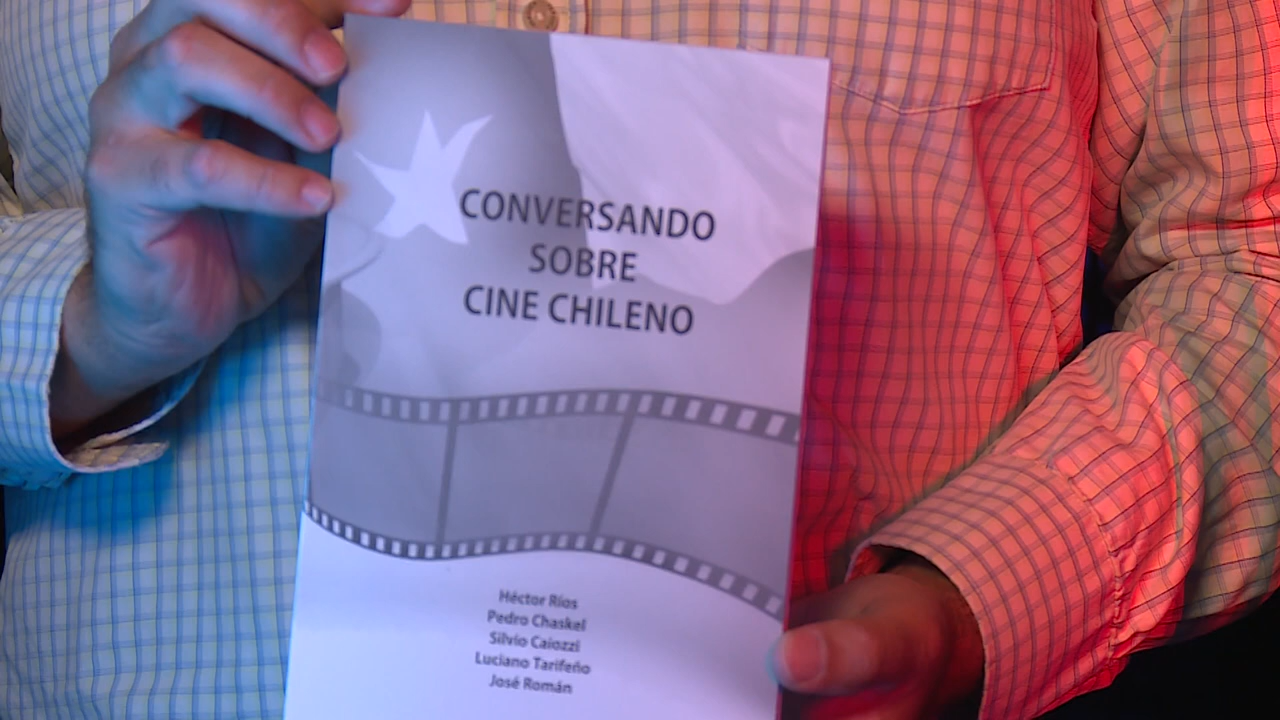 CONVERSANDO
SOBRE
CINE CHILENO
Héctor Ríos
Pedro Chaskel
Silvio Caiozzi
Luciano Tarifeño
José Román